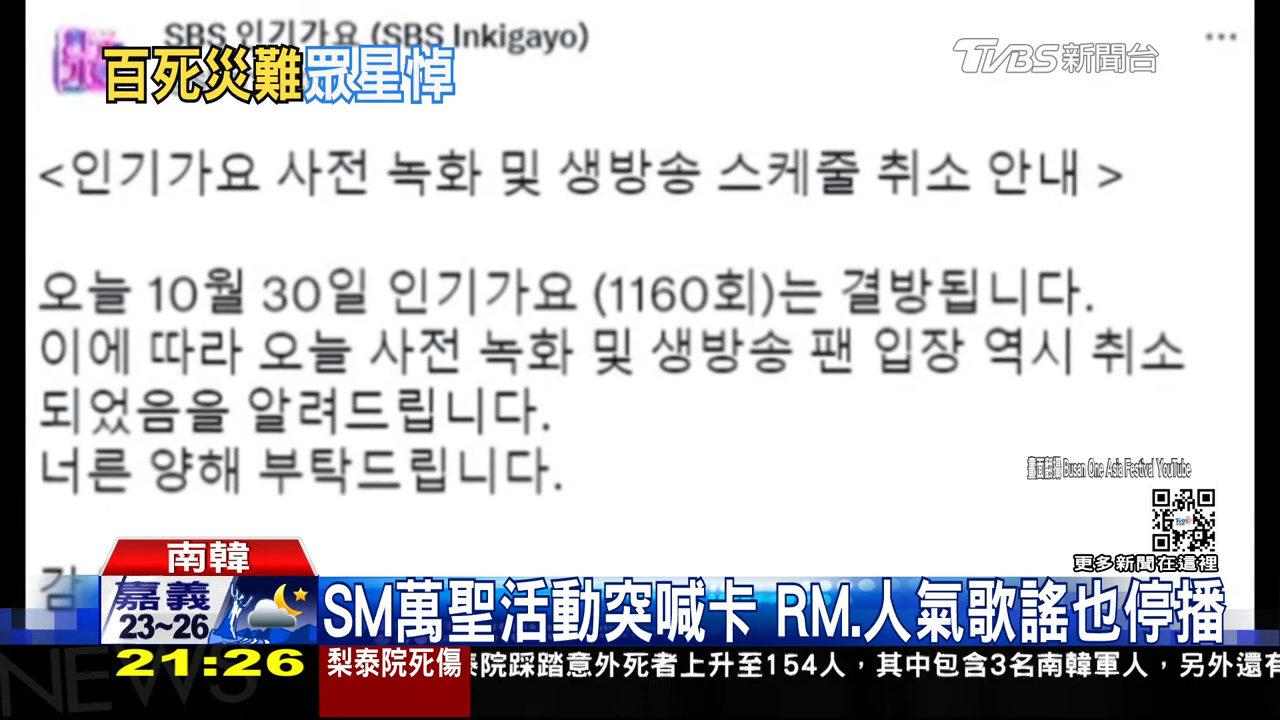 SBS 인기가요 (SBS Inkigayo)
百死災難眾星悼
TVBS新聞台
<인기가요 사전 녹화 및 생방송 스케줄 취소 안내 >
오늘 10월 30일 인기가요 (1160회)는 결방됩니다.
이에 따라 오늘 사전 녹화 및 생방송 팬 입장 역시 취소
되었음을 알려드립니다.
너른 양해 부탁드립니다.
畫面翻攝 Busan One Asia Festival YouTube
更多新聞在這裡
감
南韓
嘉義
23~26
SM萬聖活動突喊卡 RM.人氣歌謠也停播
21:26
梨泰院死傷
院踩踏意外死者上升至154人，其中包含3名南韓軍人，另外還有
NEWS